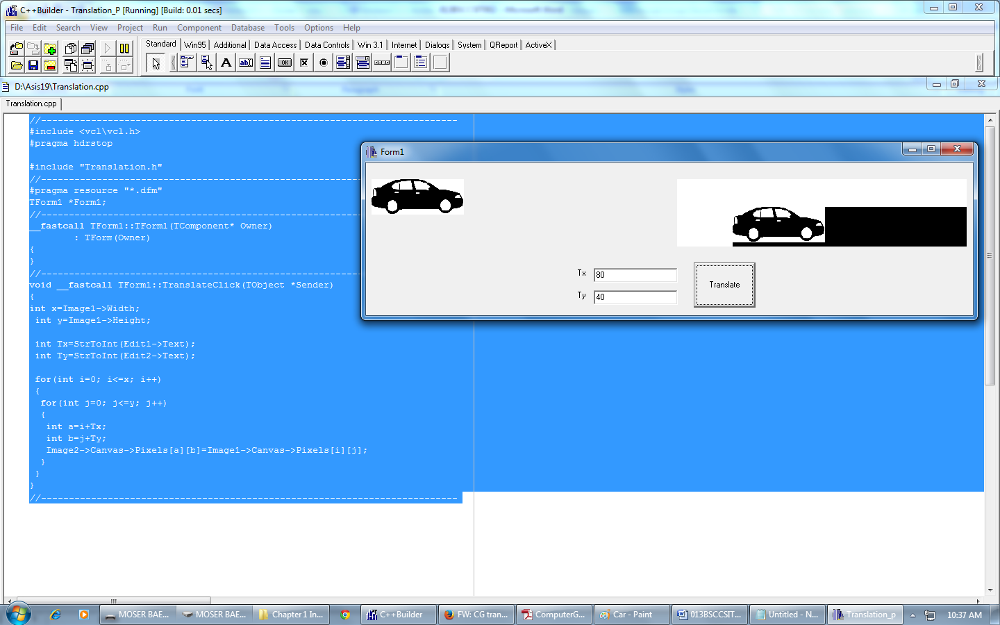 C++Builder - Translation_P [Running] [Build: 0.01 secs]
File Edit Search View Project Run Component Database Tools Options Help
Standard Win95 Additional Data Access Data Controls Win 3.1 Internet Dialogs System QReport ActiveX
A ab OK
D:\Asis19\Translation.cpp
Translation.cpp
//---------------------------------------------------------------------------
#include <vcl\vcl.h>
#pragma hdrstop
#include "Translation.h"
//---------------------------------------------------------------------------
#pragma resource "*.dfm"
TForm1 *Form1;
//---------------------------------------------------------------------------
__fastcall TForm1::TForm1(TComponent* Owner)
: TForm(Owner)
{
}
//---------------------------------------------------------------------------
void __fastcall TForm1::TranslateClick(TObject *Sender)
{
int x=Image1->Width;
int y=Image1->Height;
int Tx=StrToInt(Edit1->Text);
int Ty=StrToInt(Edit2->Text);
for(int i=0; i<=x; i++)
{
for(int j=0; j<=y; j++)
{
int a=i+Tx;
int b=j+Ty;
Image2->Canvas->Pixels[a][b]=Image1->Canvas->Pixels[i][j];
}
}
}
//---------------------------------------------------------------------------
Form1
Tx 80
Ty 40
Translate
MOSER BAE... MOSER BAE... Chapter 1 In... C++Builder FW: CG tran... ComputerG... Car - Paint 013BSCCSIT... Untitled - N... Translation_p 10:37 AM